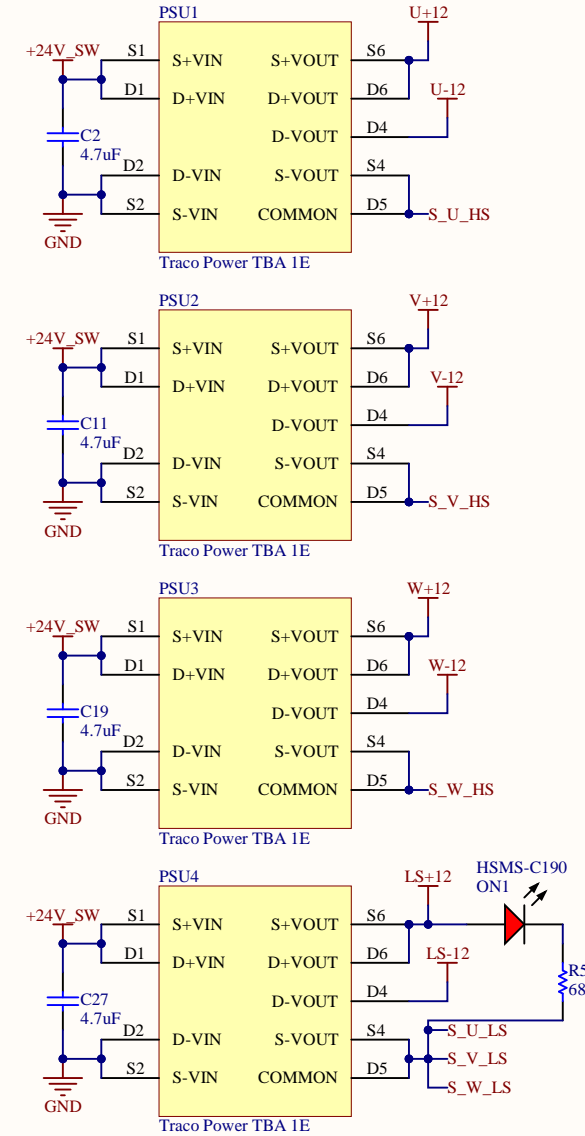 PSU1
U+12
+24V_SW
S1
S+VIN
S+VOUT
S6
D1
D+VIN
D+VOUT
D6
U-12
C2
4.7uF
D-VOUT
D4
D2
D-VIN
S-VOUT
S4
S2
S-VIN
COMMON
D5
S_U_HS
GND
Traco Power TBA 1E
PSU2
V+12
+24V_SW
S1
S+VIN
S+VOUT
S6
D1
D+VIN
D+VOUT
D6
V-12
C11
4.7uF
D-VOUT
D4
D2
D-VIN
S-VOUT
S4
S2
S-VIN
COMMON
D5
S_V_HS
GND
Traco Power TBA 1E
PSU3
W+12
+24V_SW
S1
S+VIN
S+VOUT
S6
D1
D+VIN
D+VOUT
D6
W-12
C19
4.7uF
D-VOUT
D4
D2
D-VIN
S-VOUT
S4
S2
S-VIN
COMMON
D5
S_W_HS
GND
Traco Power TBA 1E
PSU4
LS+12
HSMS-C190
ON1
+24V_SW
S1
S+VIN
S+VOUT
S6
D1
D+VIN
D+VOUT
D6
LS-12
C27
4.7uF
D-VOUT
D4
D2
D-VIN
S-VOUT
S4
S_U_LS
S_V_LS
S2
S-VIN
COMMON
D5
S_W_LS
GND
Traco Power TBA 1E